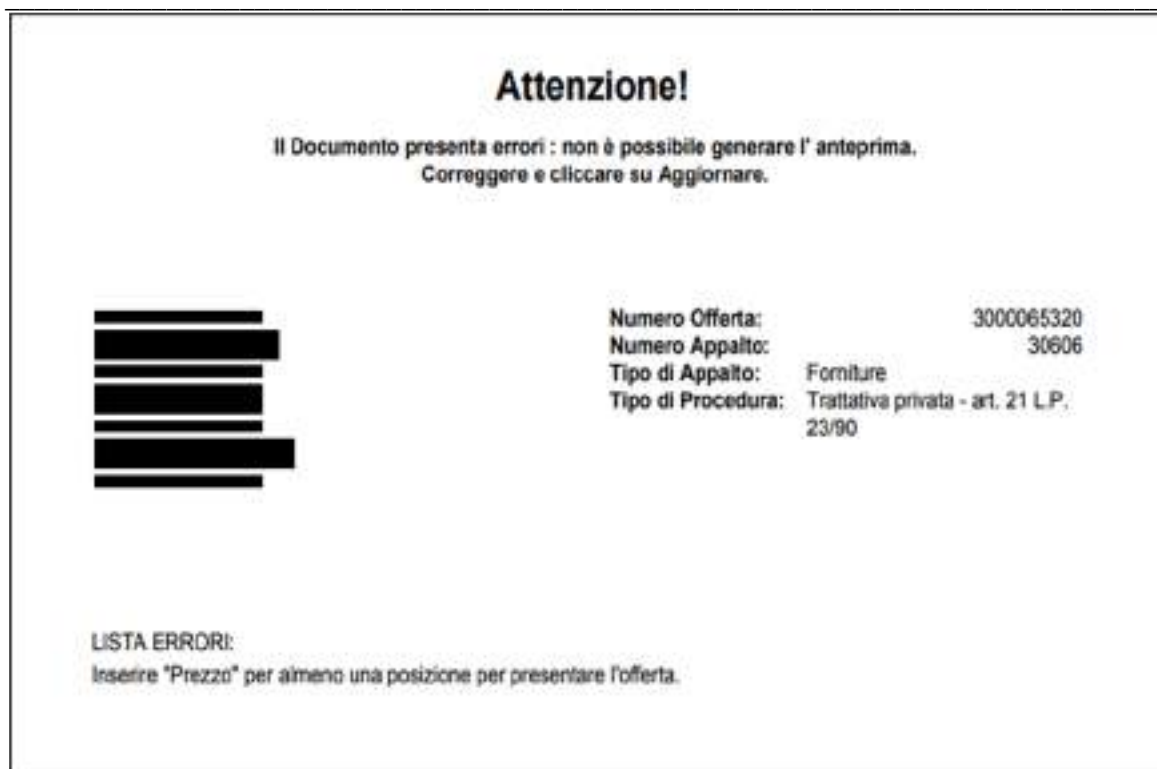 Attenzione!
Il Documento presenta errori : non è possibile generare l' anteprima.
Correggere e cliccare su Aggiornare.
Numero Offerta: 3000065320
Numero Appalto: 30606
Tipo di Appalto: Forniture
Tipo di Procedura: Trattativa privata - art. 21 L.P.
23/90
LISTA ERRORI:
Inserire "Prezzo" per almeno una posizione per presentare l'offerta.